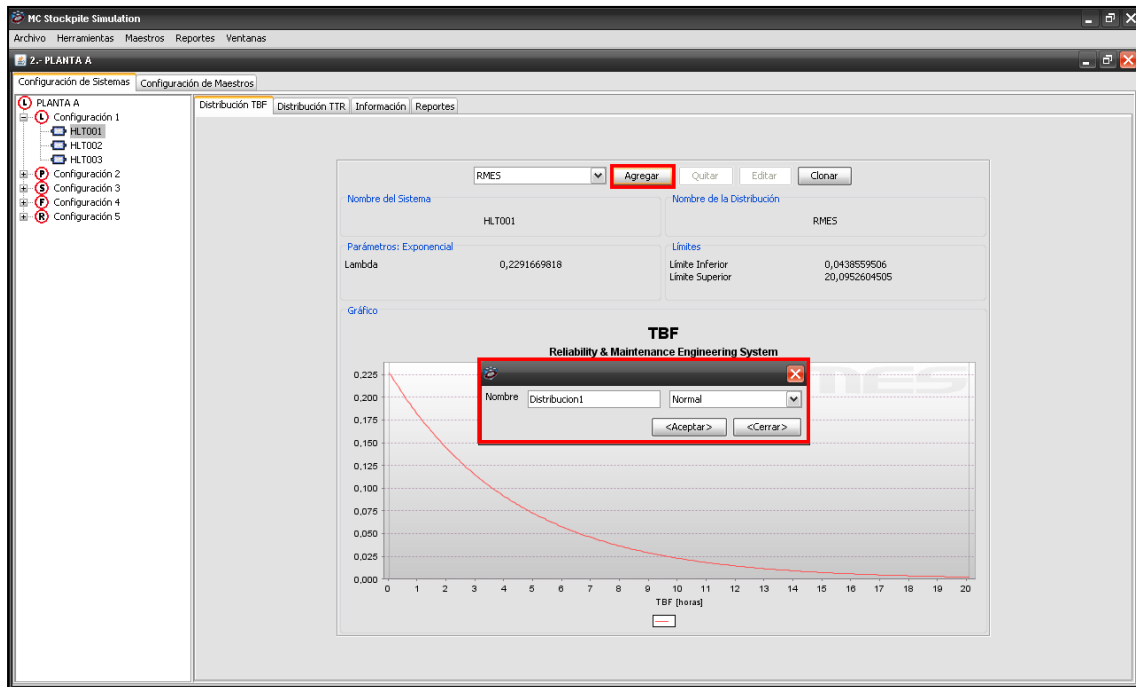 MC Stockpile Simulation
Archivo Herramientas Maestros Reportes Ventanas
2.- PLANTA A
Configuración de Sistemas Configuración de Maestros
L PLANTA A
L Configuración 1
HLT001
HLT002
HLT003
P Configuración 2
S Configuración 3
F Configuración 4
R Configuración 5
Distribución TBF Distribución TTR Información Reportes
RMES Agregar Quitar Editar Clonar
Nombre del Sistema Nombre de la Distribución
HLT001 RMES
Parámetros: Exponencial Límites
Lambda 0,2291669818 Límite Inferior 0,0438559506
Límite Superior 20,0952604505
Gráfico
TBF
Reliability & Maintenance Engineering System
Nombre Distribucion1 Normal
<Aceptar> <Cerrar>
0,225
0,200
0,175
0,150
0,125
0,100
0,075
0,050
0,025
0,000
0 1 2 3 4 5 6 7 8 9 10 11 12 13 14 15 16 17 18 19 20
TBF [horas]